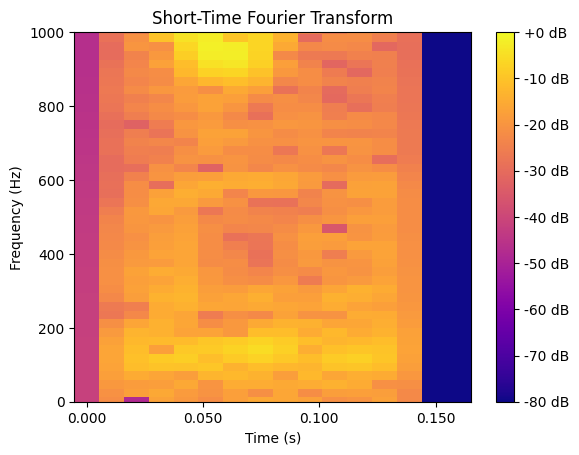 Short-Time Fourier Transform
1000
800
600
400
200
0
Frequency (Hz)
0.000
0.050
0.100
0.150
Time (s)
+0 dB
-10 dB
-20 dB
-30 dB
-40 dB
-50 dB
-60 dB
-70 dB
-80 dB